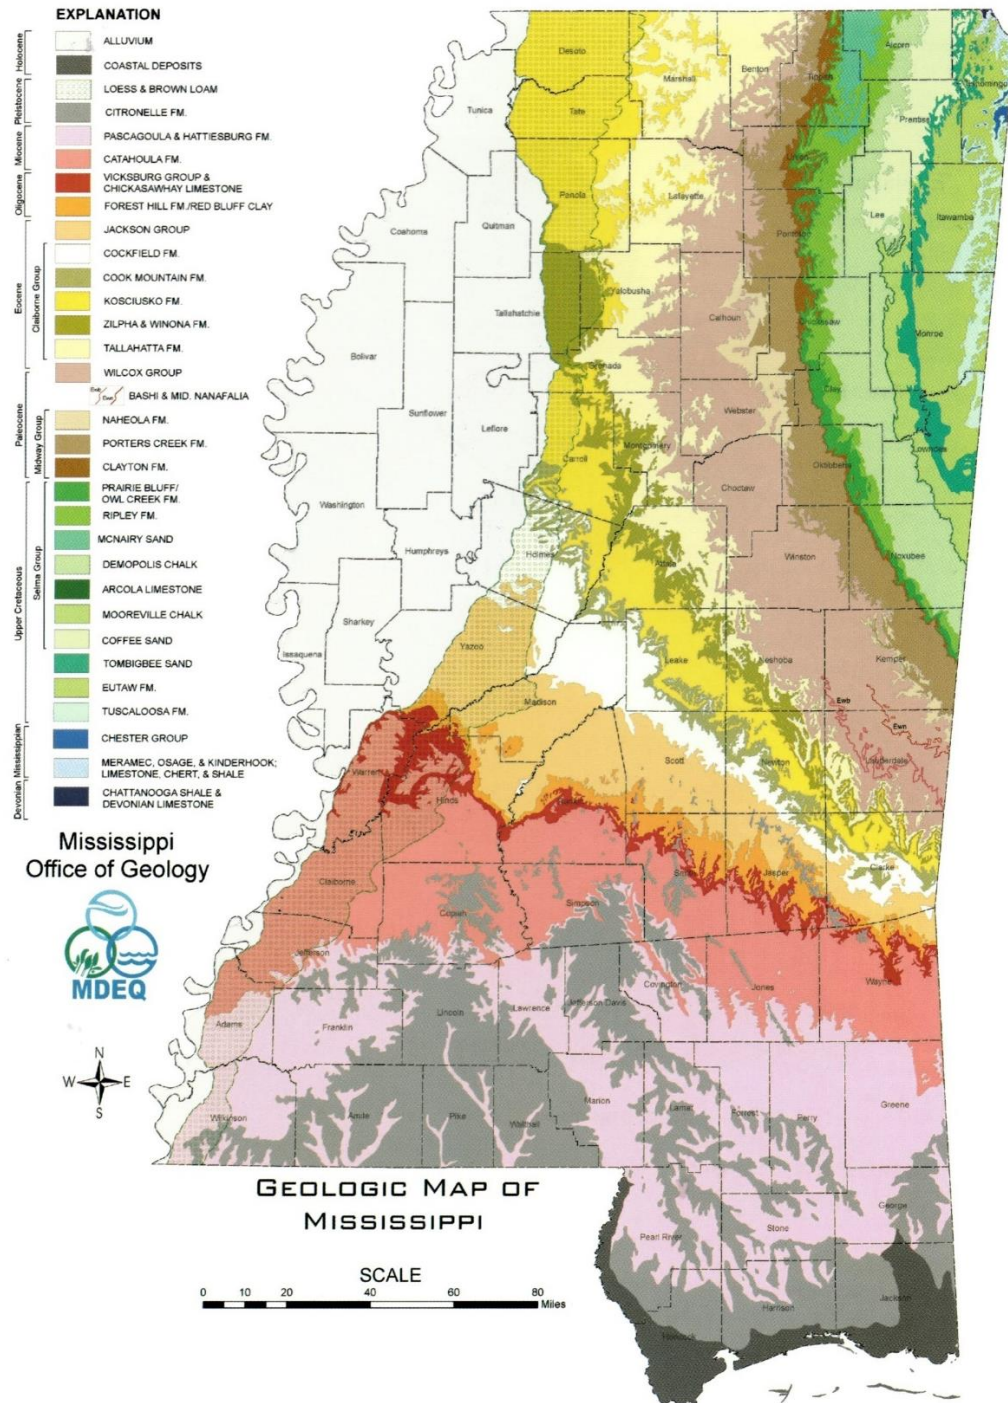 EXPLANATION
Holocene
ALLUVIUM
COASTAL DEPOSITS
Pleistocene
LOESS & BROWN LOAM
CITRONELLE FM.
Miocene
PASCAGOULA & HATTIESBURG FM.
CATAHOULA FM.
Oligocene
VICKSBURG GROUP &
CHICKASAWHAY LIMESTONE
FOREST HILL FM./RED BLUFF CLAY
Eocene
JACKSON GROUP
Claiborne Group
COCKFIELD FM.
COOK MOUNTAIN FM.
KOSCIUSKO FM.
ZILPHA & WINONA FM.
TALLAHATTA FM.
WILCOX GROUP
Paleocene
Ewb
Ewn
BASHI & MID. NANAFALIA
Midway Group
NAHEOLA FM.
PORTERS CREEK FM.
CLAYTON FM.
Upper Cretaceous
Selma Group
PRAIRIE BLUFF/
OWL CREEK FM.
RIPLEY FM.
MCNAIRY SAND
DEMOPOLIS CHALK
ARCOLA LIMESTONE
MOOREVILLE CHALK
COFFEE SAND
TOMBIGBEE SAND
EUTAW FM.
TUSCALOOSA FM.
Mississippian
CHESTER GROUP
MERAMEC, OSAGE, & KINDERHOOK;
LIMESTONE, CHERT, & SHALE
Devonian
CHATTANOOGA SHALE &
DEVONIAN LIMESTONE
Mississippi
Office of Geology
MDEQ
N
W E
S
Desoto
Marshall
Benton
Tippah
Alcorn
Tunica
Tate
Prentiss
Panola
Lafayette
Union
Pontotoc
Lee
Itawamba
Coahoma
Quitman
Tallahatchie
Yalobusha
Calhoun
Chickasaw
Monroe
Bolivar
Grenada
Clay
Sunflower
Leflore
Webster
Carroll
Montgomery
Lowndes
Oktibbeha
Choctaw
Washington
Humphreys
Holmes
Attala
Winston
Noxubee
Sharkey
Issaquena
Yazoo
Leake
Neshoba
Kemper
Madison
Ewb
Ewn
Warren
Hinds
Rankin
Scott
Newton
Lauderdale
Claiborne
Copiah
Simpson
Smith
Jasper
Clarke
Jefferson
Covington
Jones
Wayne
Adams
Franklin
Lincoln
Lawrence
Jefferson Davis
Wilkinson
Amite
Pike
Walthall
Marion
Lamar
Forrest
Perry
Greene
Pearl River
Stone
George
Hancock
Harrison
Jackson
GEOLOGIC MAP OF
MISSISSIPPI
SCALE
0 10 20 40 60 80
Miles